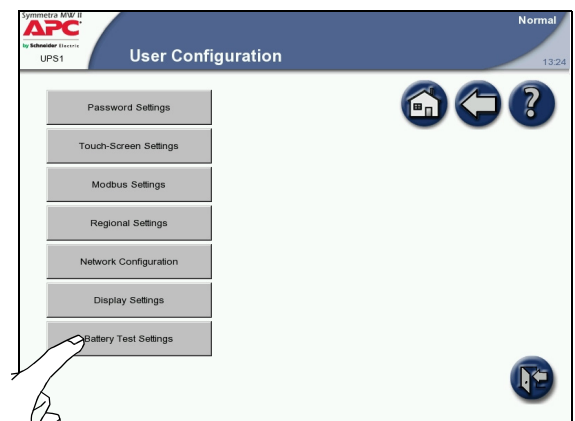 Symmetra MW II
APC
by Schneider Electric
UPS1
User Configuration
Normal
13:24
Password Settings
Touch-Screen Settings
Modbus Settings
Regional Settings
Network Configuration
Display Settings
Battery Test Settings
?